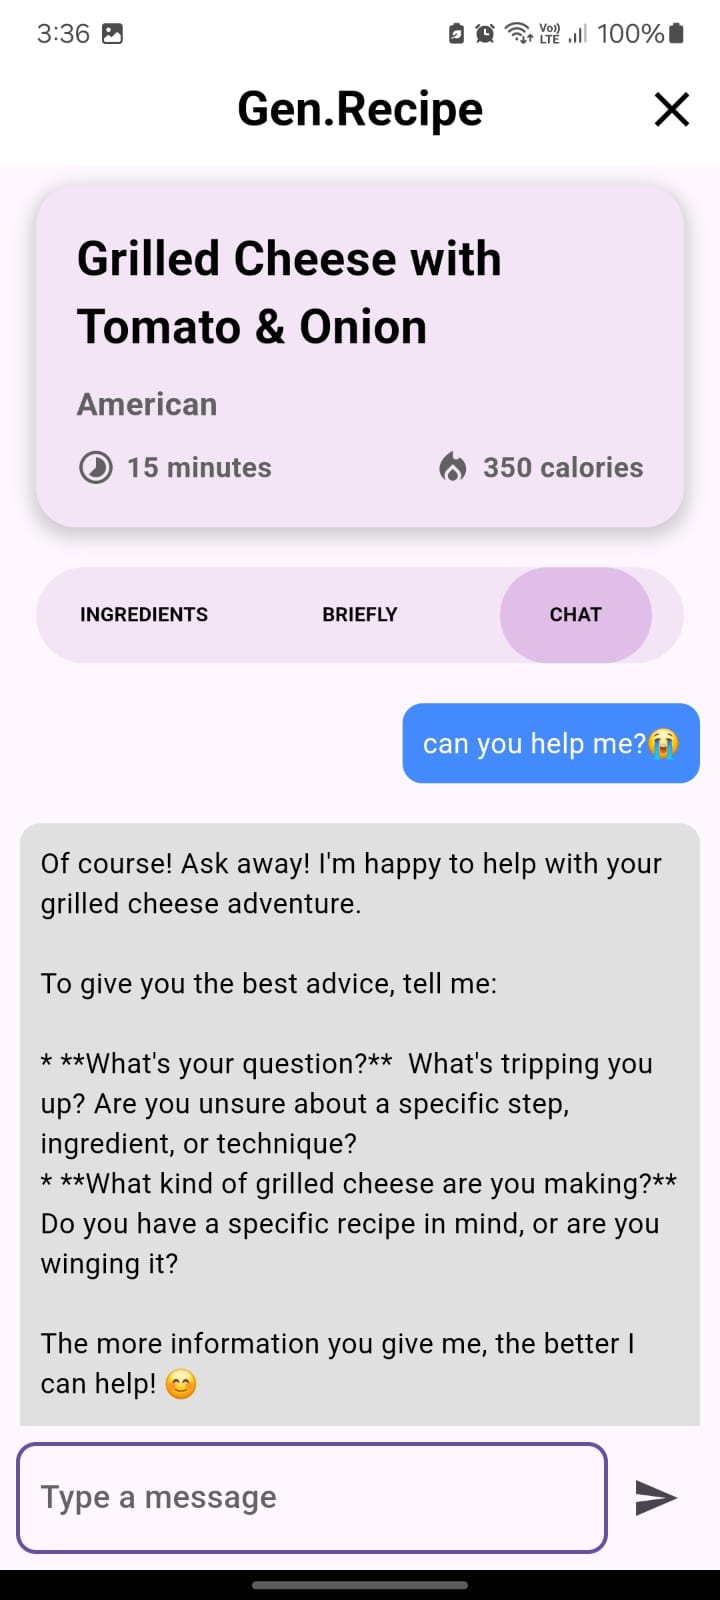 3:36
Vo))
LTE
100%
Gen.Recipe
Grilled Cheese with
Tomato & Onion
American
15 minutes
350 calories
INGREDIENTS
BRIEFLY
CHAT
can you help me?😭
Of course! Ask away! I'm happy to help with your
grilled cheese adventure.
To give you the best advice, tell me:
* **What's your question?**  What's tripping you
up? Are you unsure about a specific step,
ingredient, or technique?
* **What kind of grilled cheese are you making?**
Do you have a specific recipe in mind, or are you
winging it?
The more information you give me, the better I
can help! 😊
Type a message